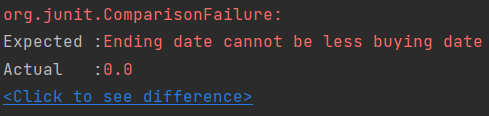 org.junit.ComparisonFailure:
Expected :Ending date cannot be less buying date
Actual   :0.0
<Click to see difference>